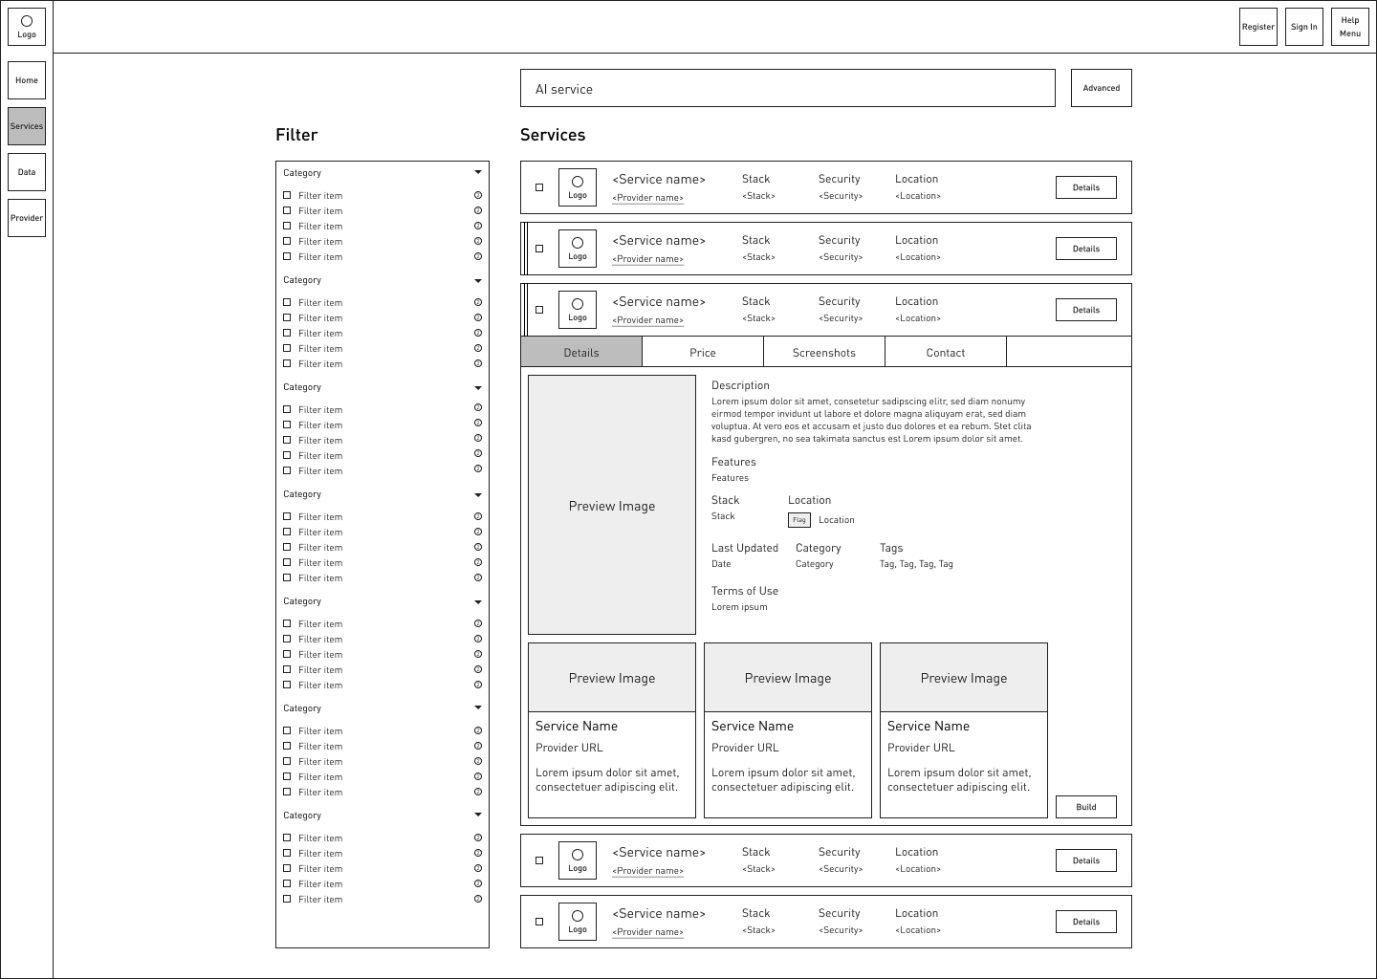 Logo
Register
Sign In
Help
Menu
Home
Services
Data
Provider
AI service
Advanced
Filter
Category
Filter item
Filter item
Filter item
Filter item
Filter item
Category
Filter item
Filter item
Filter item
Filter item
Filter item
Category
Filter item
Filter item
Filter item
Filter item
Filter item
Category
Filter item
Filter item
Filter item
Filter item
Filter item
Category
Filter item
Filter item
Filter item
Filter item
Filter item
Category
Filter item
Filter item
Filter item
Filter item
Filter item
Category
Filter item
Filter item
Filter item
Filter item
Filter item
Services
Logo
<Service name> Stack Security Location
<Provider name> <Stack> <Security> <Location>
Details
Logo
<Service name> Stack Security Location
<Provider name> <Stack> <Security> <Location>
Details
Logo
<Service name> Stack Security Location
<Provider name> <Stack> <Security> <Location>
Details
Details Price Screenshots Contact
Preview Image
Description
Lorem ipsum dolor sit amet, consetetur sadipscing elitr, sed diam nonumy
eirmod tempor invidunt ut labore et dolore magna aliquyam erat, sed diam
voluptua. At vero eos et accusam et justo duo dolores et ea rebum. Stet clita
kasd gubergren, no sea takimata sanctus est Lorem ipsum dolor sit amet.
Features
Features
Stack Location
Stack Flag Location
Last Updated Category Tags
Date Category Tag, Tag, Tag, Tag
Terms of Use
Lorem ipsum
Preview Image
Service Name
Provider URL
Lorem ipsum dolor sit amet,
consectetuer adipiscing elit.
Preview Image
Service Name
Provider URL
Lorem ipsum dolor sit amet,
consectetuer adipiscing elit.
Preview Image
Service Name
Provider URL
Lorem ipsum dolor sit amet,
consectetuer adipiscing elit.
Build
Logo
<Service name> Stack Security Location
<Provider name> <Stack> <Security> <Location>
Details
Logo
<Service name> Stack Security Location
<Provider name> <Stack> <Security> <Location>
Details